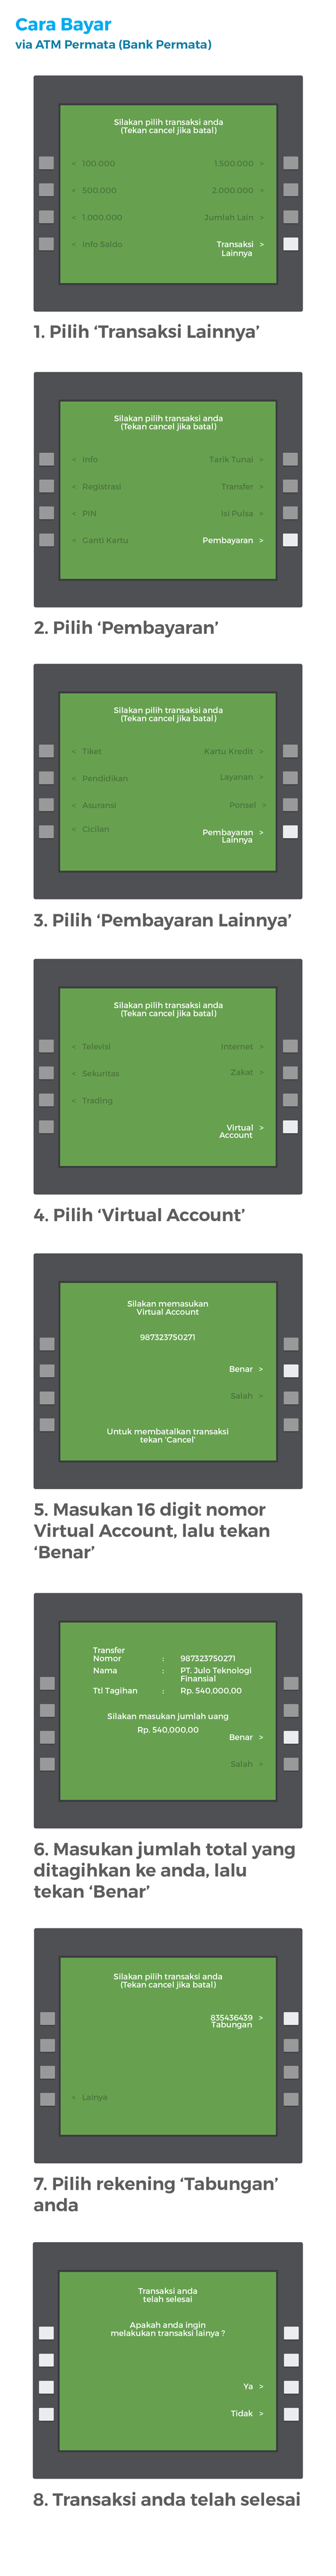 Cara Bayar
via ATM Permata (Bank Permata)
Silakan pilih transaksi anda
(Tekan cancel jika batal)
< 100.000 1.500.000 >
< 500.000 2.000.000 >
< 1.000.000 Jumlah Lain >
< Info Saldo Transaksi >
Lainnya
1. Pilih ‘Transaksi Lainnya’
Silakan pilih transaksi anda
(Tekan cancel jika batal)
< Info Tarik Tunai >
< Registrasi Transfer >
< PIN Isi Pulsa >
< Ganti Kartu Pembayaran >
2. Pilih ‘Pembayaran’
Silakan pilih transaksi anda
(Tekan cancel jika batal)
< Tiket Kartu Kredit >
< Pendidikan Layanan >
< Asuransi Ponsel >
< Cicilan Pembayaran >
Lainnya
3. Pilih ‘Pembayaran Lainnya’
Silakan pilih transaksi anda
(Tekan cancel jika batal)
< Televisi Internet >
< Sekuritas Zakat >
< Trading
Virtual >
Account
4. Pilih ‘Virtual Account’
Silakan memasukan
Virtual Account
987323750271
Benar >
Salah >
Untuk membatalkan transaksi
tekan ‘Cancel’
5. Masukan 16 digit nomor
Virtual Account, lalu tekan
‘Benar’
Transfer
Nomor : 987323750271
Nama : PT. Julo Teknologi
Finansial
Ttl Tagihan : Rp. 540,000,00
Silakan masukan jumlah uang
Rp. 540,000,00
Benar >
Salah >
6. Masukan jumlah total yang
ditagihkan ke anda, lalu
tekan ‘Benar’
Silakan pilih transaksi anda
(Tekan cancel jika batal)
835436439 >
Tabungan
< Lainya
7. Pilih rekening ‘Tabungan’
anda
Transaksi anda
telah selesai
Apakah anda ingin
melakukan transaksi lainya ?
Ya >
Tidak >
8. Transaksi anda telah selesai